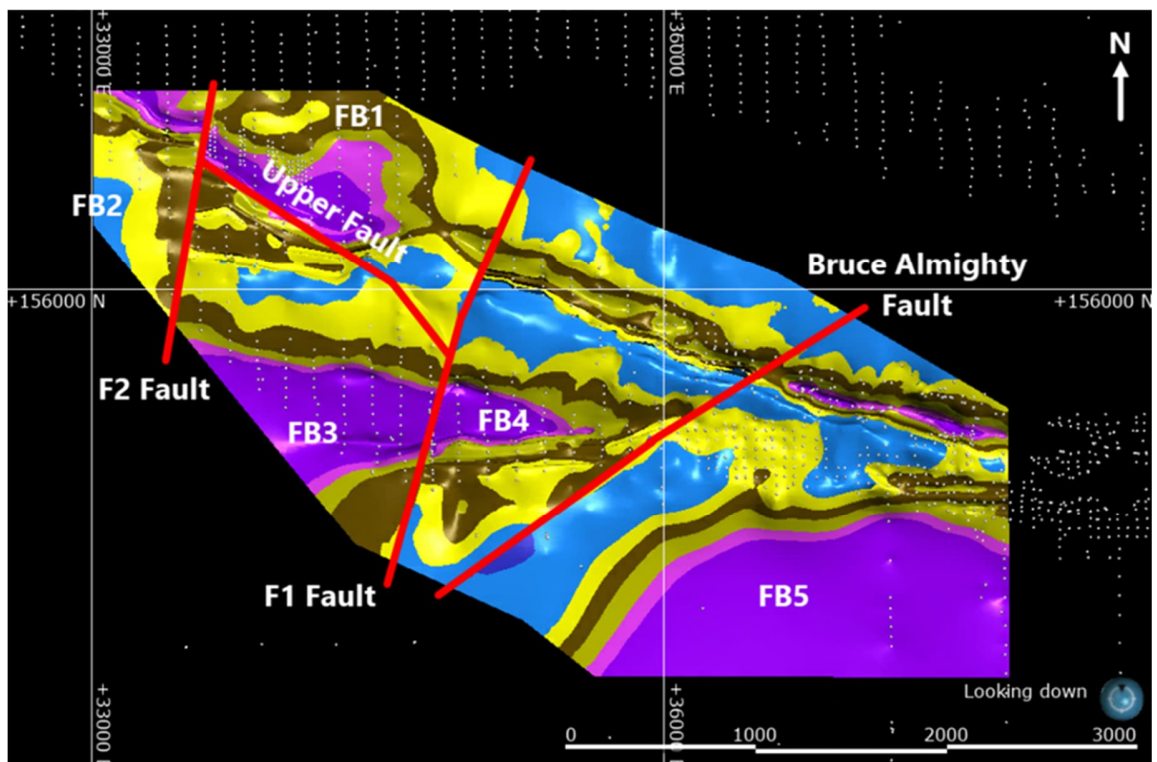 +33000 E
+36000 E
N
FB1
Upper Fault
FB2
Bruce Almighty
Fault
+156000 N
+156000 N
F2 Fault
FB3
FB4
F1 Fault
FB5
Looking down
+33000 E
+36000 E
0 1000 2000 3000